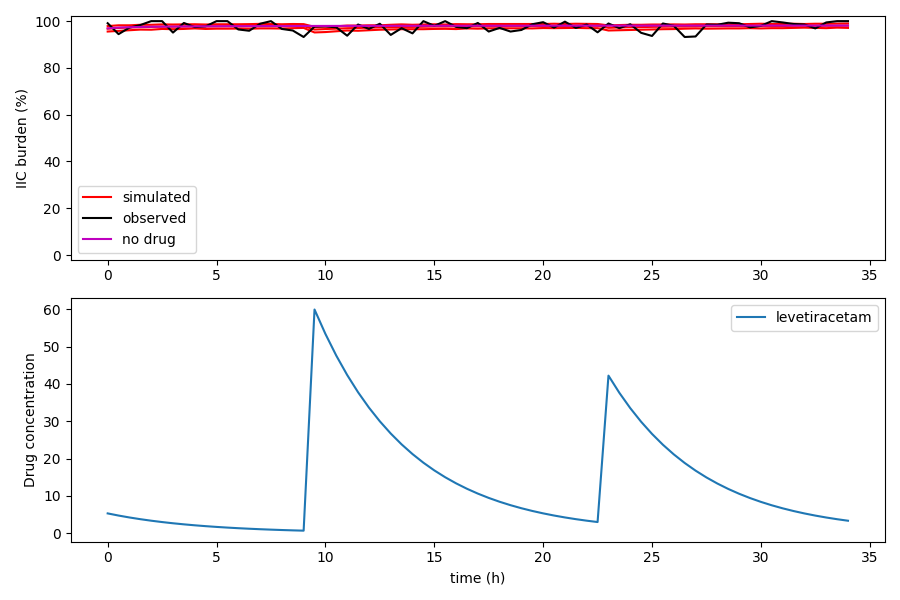 IIC burden (%)
100
80
60
40
20
0
simulated
observed
no drug
0 5 10 15 20 25 30 35
Drug concentration
60
50
40
30
20
10
0
levetiracetam
0 5 10 15 20 25 30 35
time (h)